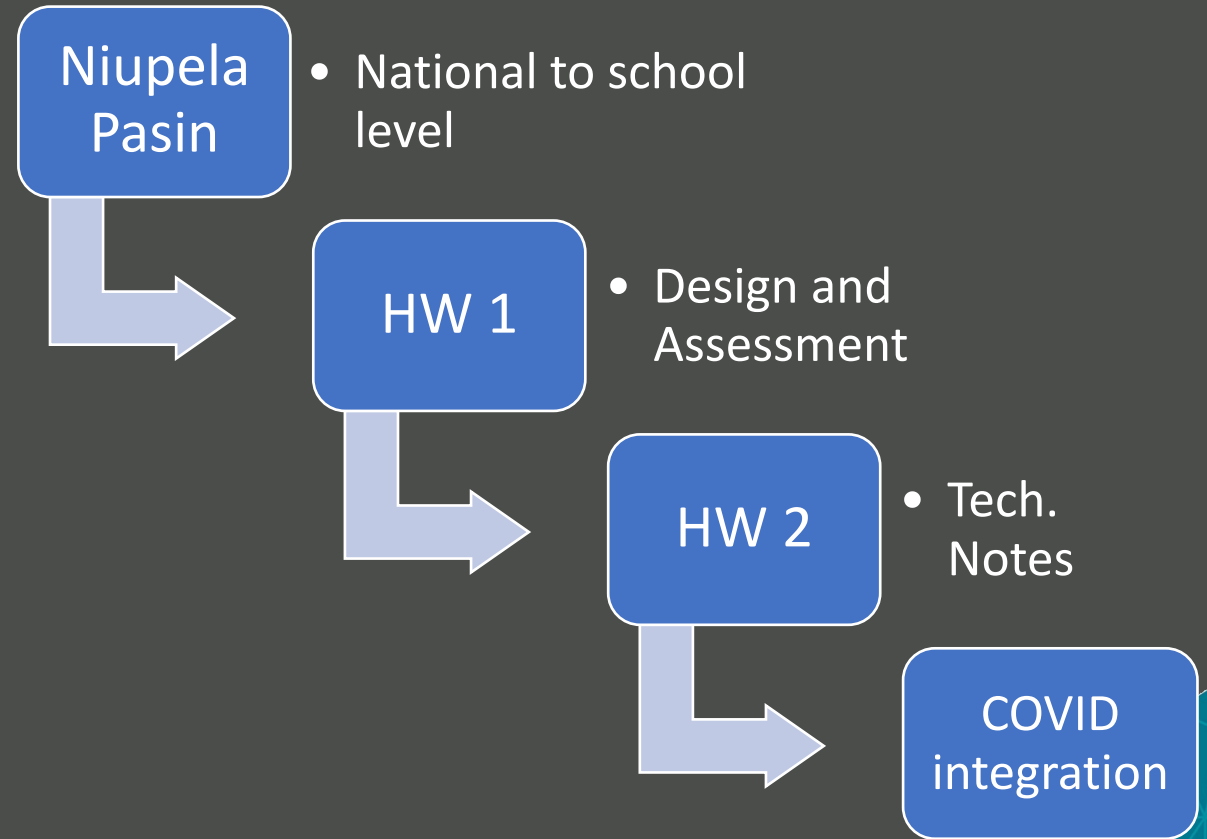 Niupela
Pasin
• National to school
level
HW 1
• Design and
Assessment
HW 2
• Tech.
Notes
COVID
integration